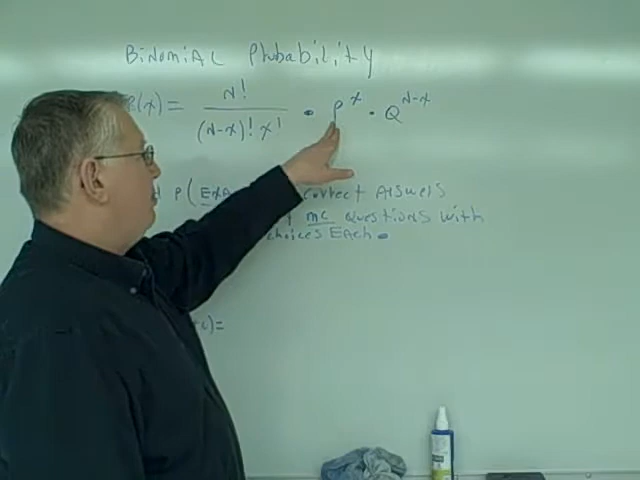 Binomial Probability
P(x) = N! / (N-x)! x! • P^x • Q^N-x
P( Exa correct Answers
mc questions with
choices Each.
c)=